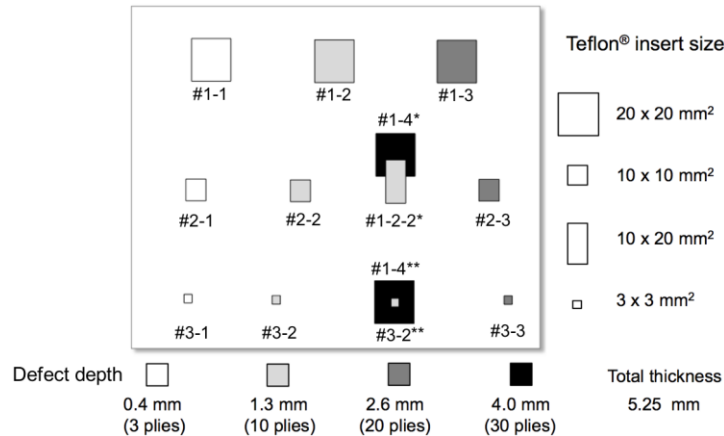 Teflon® insert size
#1-1
#1-2
#1-3
20 x 20 mm²
#1-4*
10 x 10 mm²
#2-1
#2-2
#1-2-2*
#2-3
10 x 20 mm²
#1-4**
3 x 3 mm²
#3-1
#3-2
#3-2**
#3-3
Defect depth
0.4 mm
(3 plies)
1.3 mm
(10 plies)
2.6 mm
(20 plies)
4.0 mm
(30 plies)
Total thickness
5.25 mm